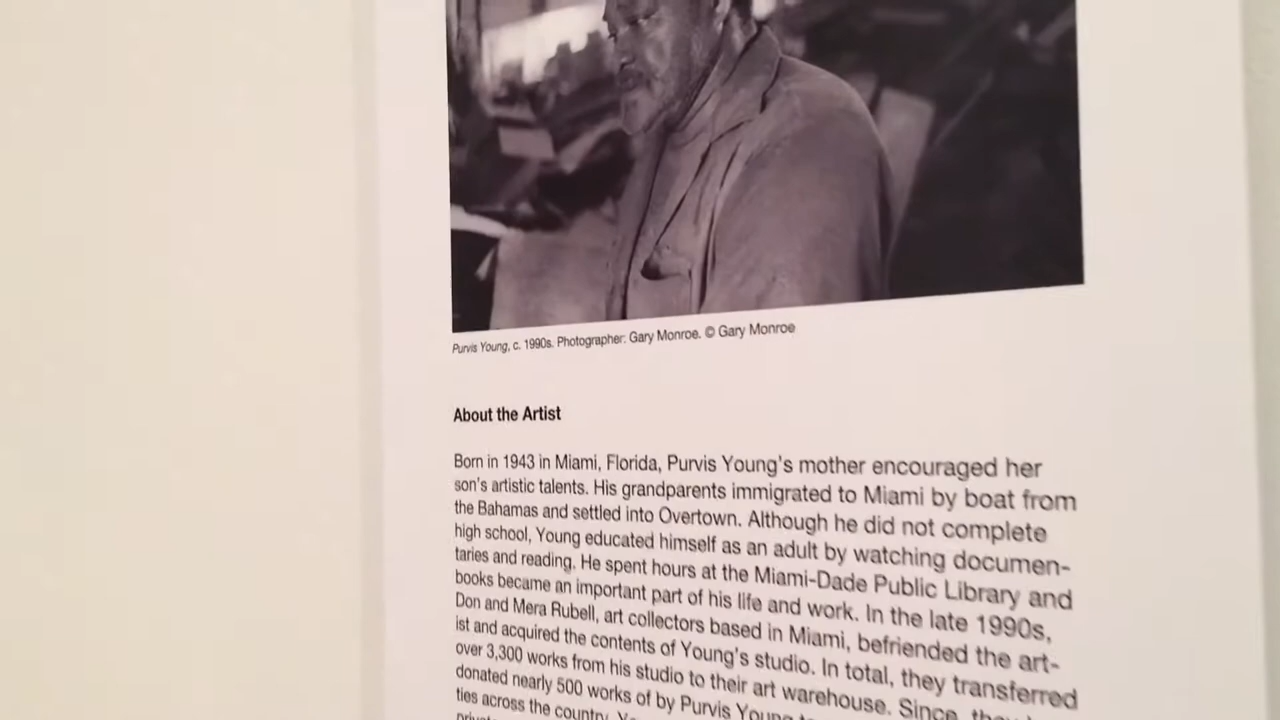 Purvis Young, c. 1990s. Photographer: Gary Monroe. © Gary Monroe
About the Artist
Born in 1943 in Miami, Florida, Purvis Young's mother encouraged her
son's artistic talents. His grandparents immigrated to Miami by boat from
the Bahamas and settled into Overtown. Although he did not complete
high school, Young educated himself as an adult by watching documen-
taries and reading. He spent hours at the Miami-Dade Public Library and
books became an important part of his life and work. In the late 1990s,
Don and Mera Rubell, art collectors based in Miami, befriended the art-
ist and acquired the contents of Young's studio. In total, they transferred
over 3,300 works from his studio to their art warehouse. Since, they
donated nearly 500 works of by Purvis Young
ties across the country.